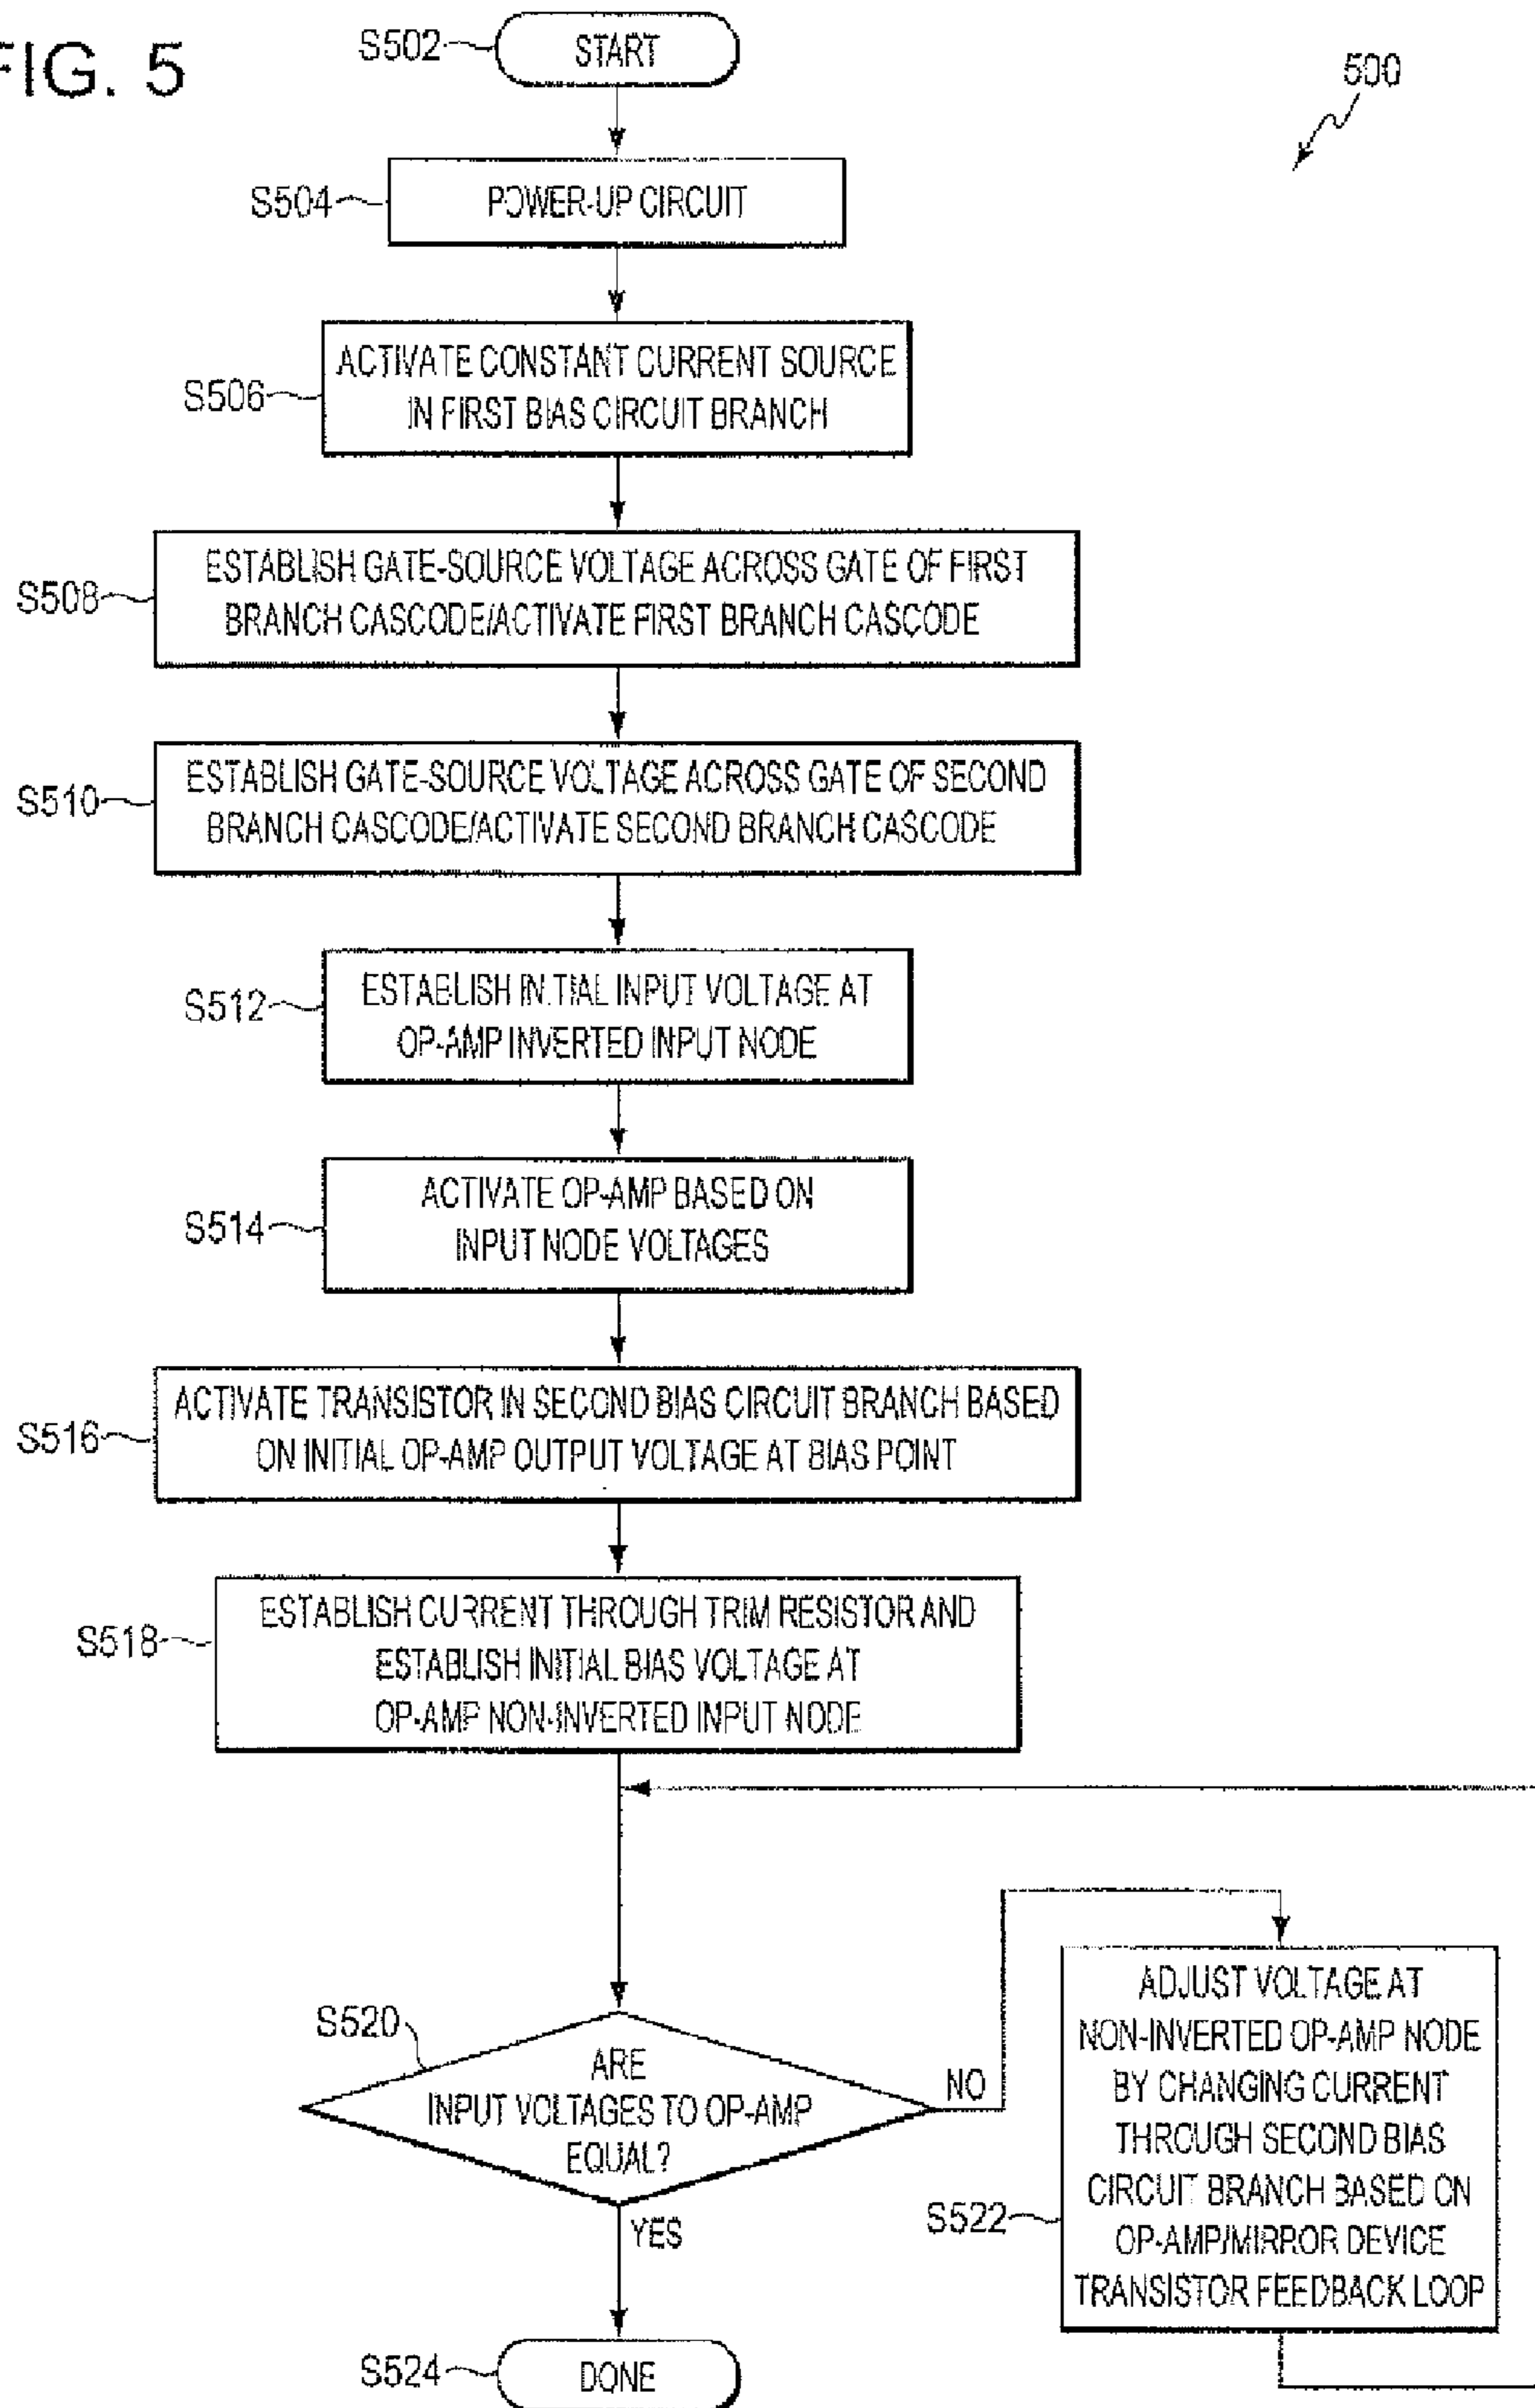 FIG. 5
500
S502
START
S504
POWER-UP CIRCUIT
S506
ACTIVATE CONSTANT CURRENT SOURCE
IN FIRST BIAS CIRCUIT BRANCH
S508
ESTABLISH GATE-SOURCE VOLTAGE ACROSS GATE OF FIRST
BRANCH CASCODE/ACTIVATE FIRST BRANCH CASCODE
S510
ESTABLISH GATE-SOURCE VOLTAGE ACROSS GATE OF SECOND
BRANCH CASCODE/ACTIVATE SECOND BRANCH CASCODE
S512
ESTABLISH INITIAL INPUT VOLTAGE AT
OP-AMP INVERTED INPUT NODE
S514
ACTIVATE OP-AMP BASED ON
INPUT NODE VOLTAGES
S516
ACTIVATE TRANSISTOR IN SECOND BIAS CIRCUIT BRANCH BASED
ON INITIAL OP-AMP OUTPUT VOLTAGE AT BIAS POINT
S518
ESTABLISH CURRENT THROUGH TRIM RESISTOR AND
ESTABLISH INITIAL BIAS VOLTAGE AT
OP-AMP NON-INVERTED INPUT NODE
S520
ARE
INPUT VOLTAGES TO OP-AMP
EQUAL?
NO
YES
S522
ADJUST VOLTAGE AT
NON-INVERTED OP-AMP NODE
BY CHANGING CURRENT
THROUGH SECOND BIAS
CIRCUIT BRANCH BASED ON
OP-AMP/MIRROR DEVICE
TRANSISTOR FEEDBACK LOOP
S524
DONE